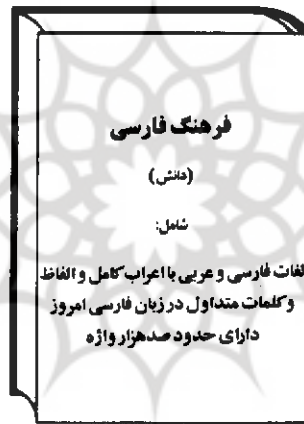 فرهنگ فارسی
(دانش)
شامل:
لغات فارسی و عربی با اعراب کامل و الفاظ
وکلمات متداول در زبان فارسی امروز
دارای حدود صدهزار واژه